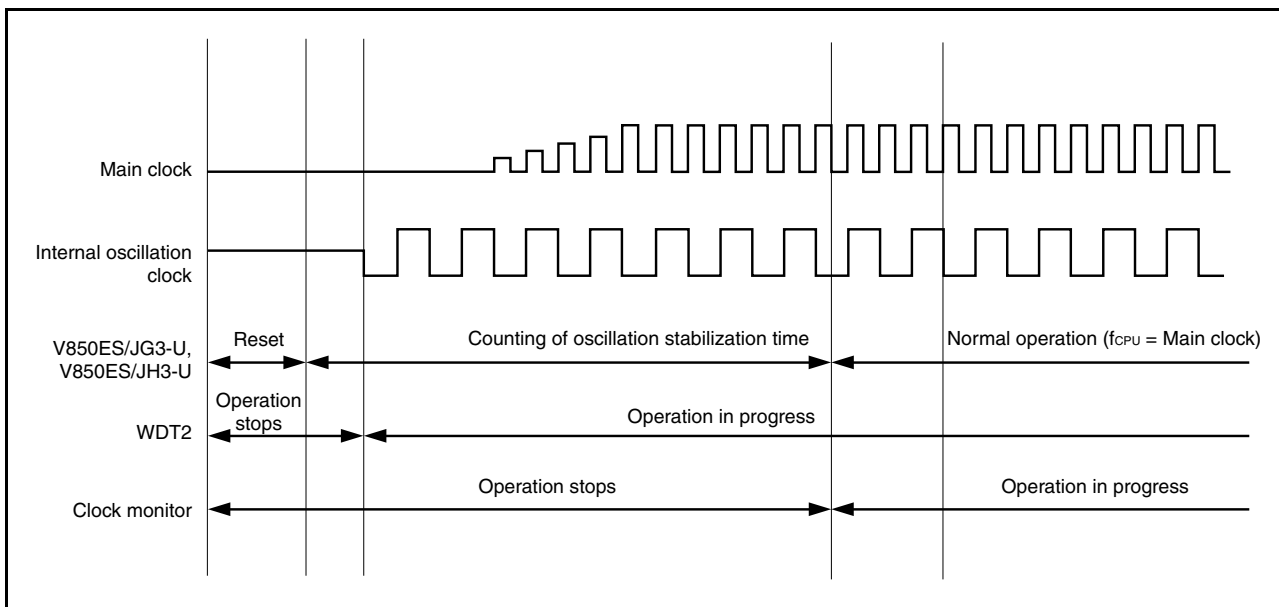 Main clock
Internal oscillation
clock
V850ES/JG3-U,
V850ES/JH3-U
Reset
Counting of oscillation stabilization time
Normal operation (fCPU = Main clock)
WDT2
Operation
stops
Operation in progress
Clock monitor
Operation stops
Operation in progress